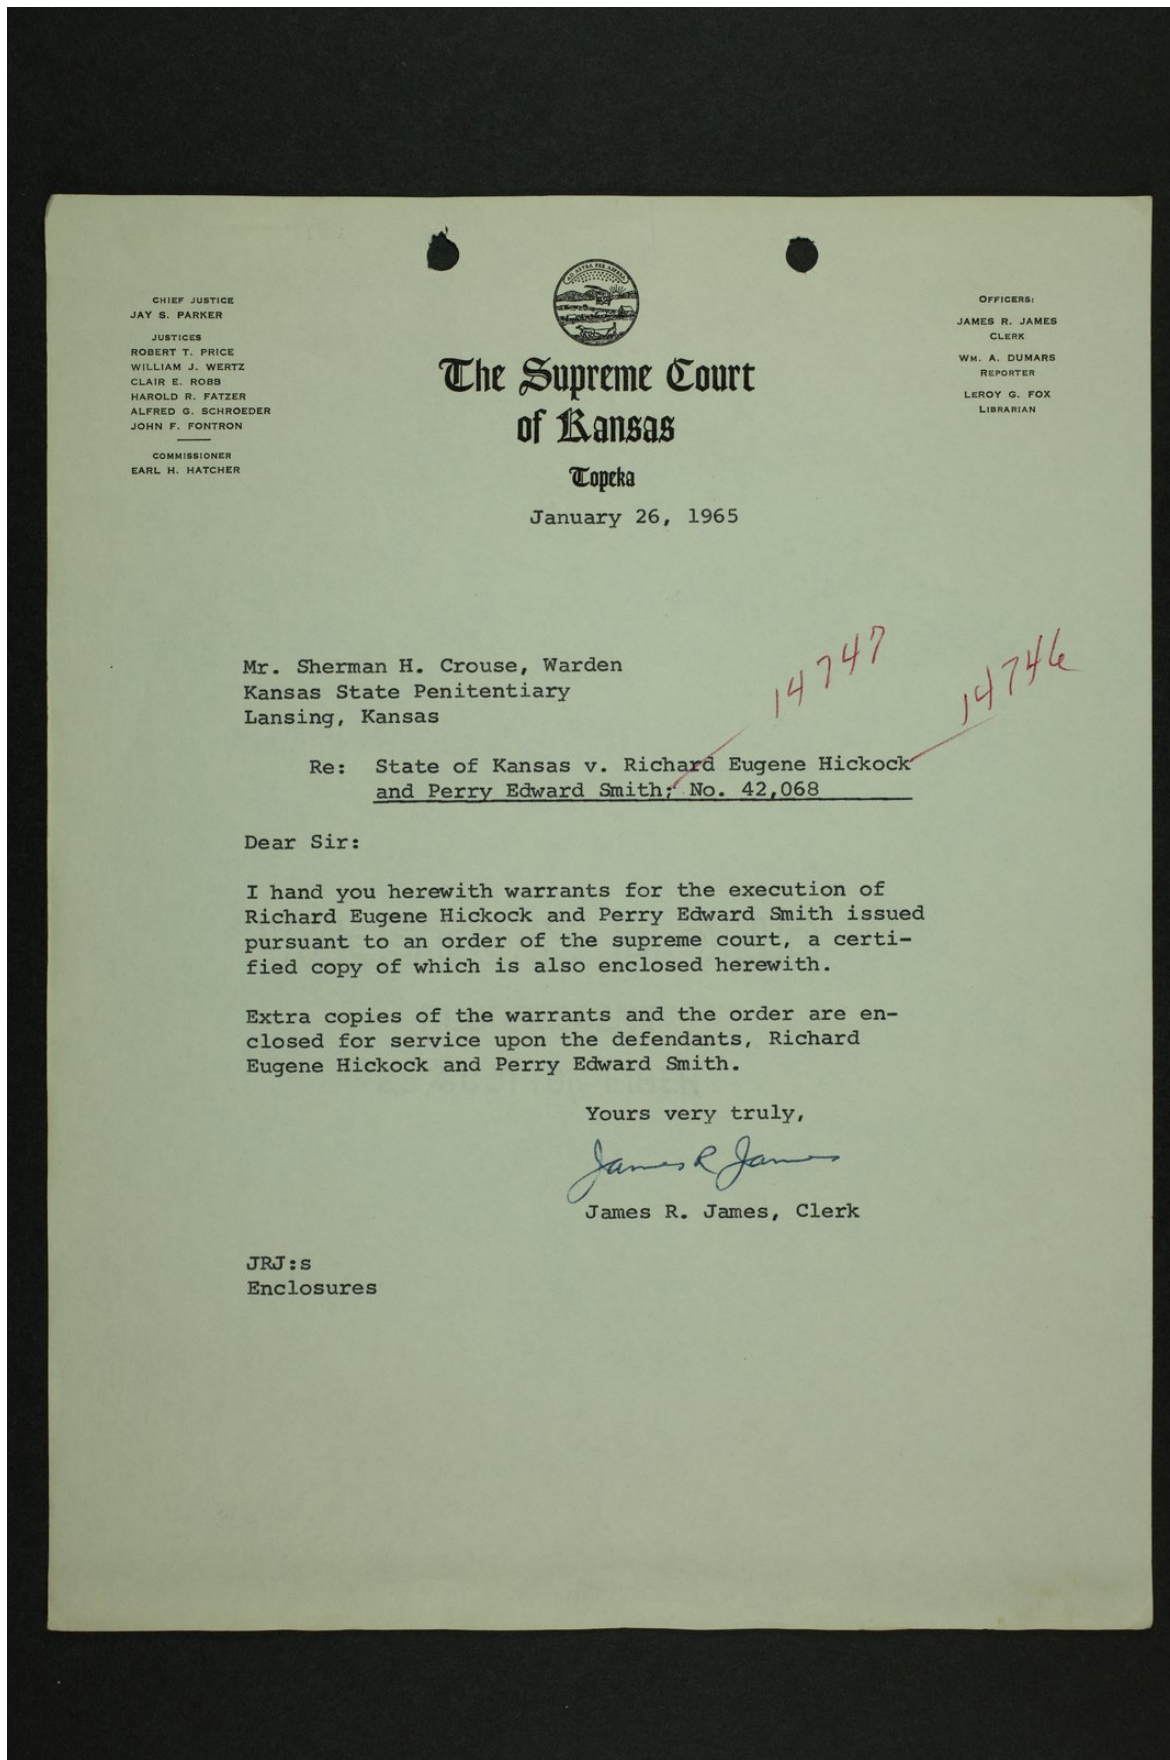 AD ASTRA PER ASPERA
CHIEF JUSTICE
JAY S. PARKER
JUSTICES
ROBERT T. PRICE
WILLIAM J. WERTZ
CLAIR E. ROBB
HAROLD R. FATZER
ALFRED G. SCHROEDER
JOHN F. FONTRON
COMMISSIONER
EARL H. HATCHER
The Supreme Court
of Kansas
Topeka
OFFICERS:
JAMES R. JAMES
CLERK
WM. A. DUMARS
REPORTER
LEROY G. FOX
LIBRARIAN
January 26, 1965
14747
14746
Mr. Sherman H. Crouse, Warden
Kansas State Penitentiary
Lansing, Kansas
Re: State of Kansas v. Richard Eugene Hickock
and Perry Edward Smith; No. 42,068
Dear Sir:
I hand you herewith warrants for the execution of
Richard Eugene Hickock and Perry Edward Smith issued
pursuant to an order of the supreme court, a certi-
fied copy of which is also enclosed herewith.
Extra copies of the warrants and the order are en-
closed for service upon the defendants, Richard
Eugene Hickock and Perry Edward Smith.
Yours very truly,
James R James
James R. James, Clerk
JRJ:s
Enclosures